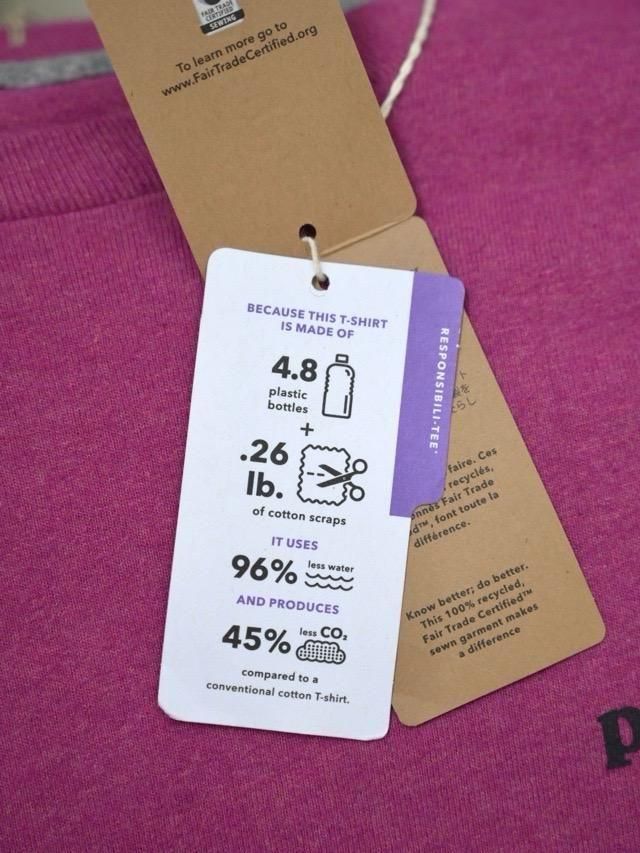 FAIR TRADE
CERTIFIED
SEWING
To learn more go to
www.FairTradeCertified.org
BECAUSE THIS T-SHIRT
IS MADE OF
4.8
plastic
bottles
+
.26
lb.
of cotton scraps
IT USES
96% less water
AND PRODUCES
45% less CO₂
compared to a
conventional cotton T-shirt.
RESPONSIBILI-TEE
ト
らし
faire. Ces
recyclés,
Fair Trade
font toute la
différence.
Know better; do better.
This 100% recycled,
Fair Trade Certified™
sewn garment makes
a difference
p